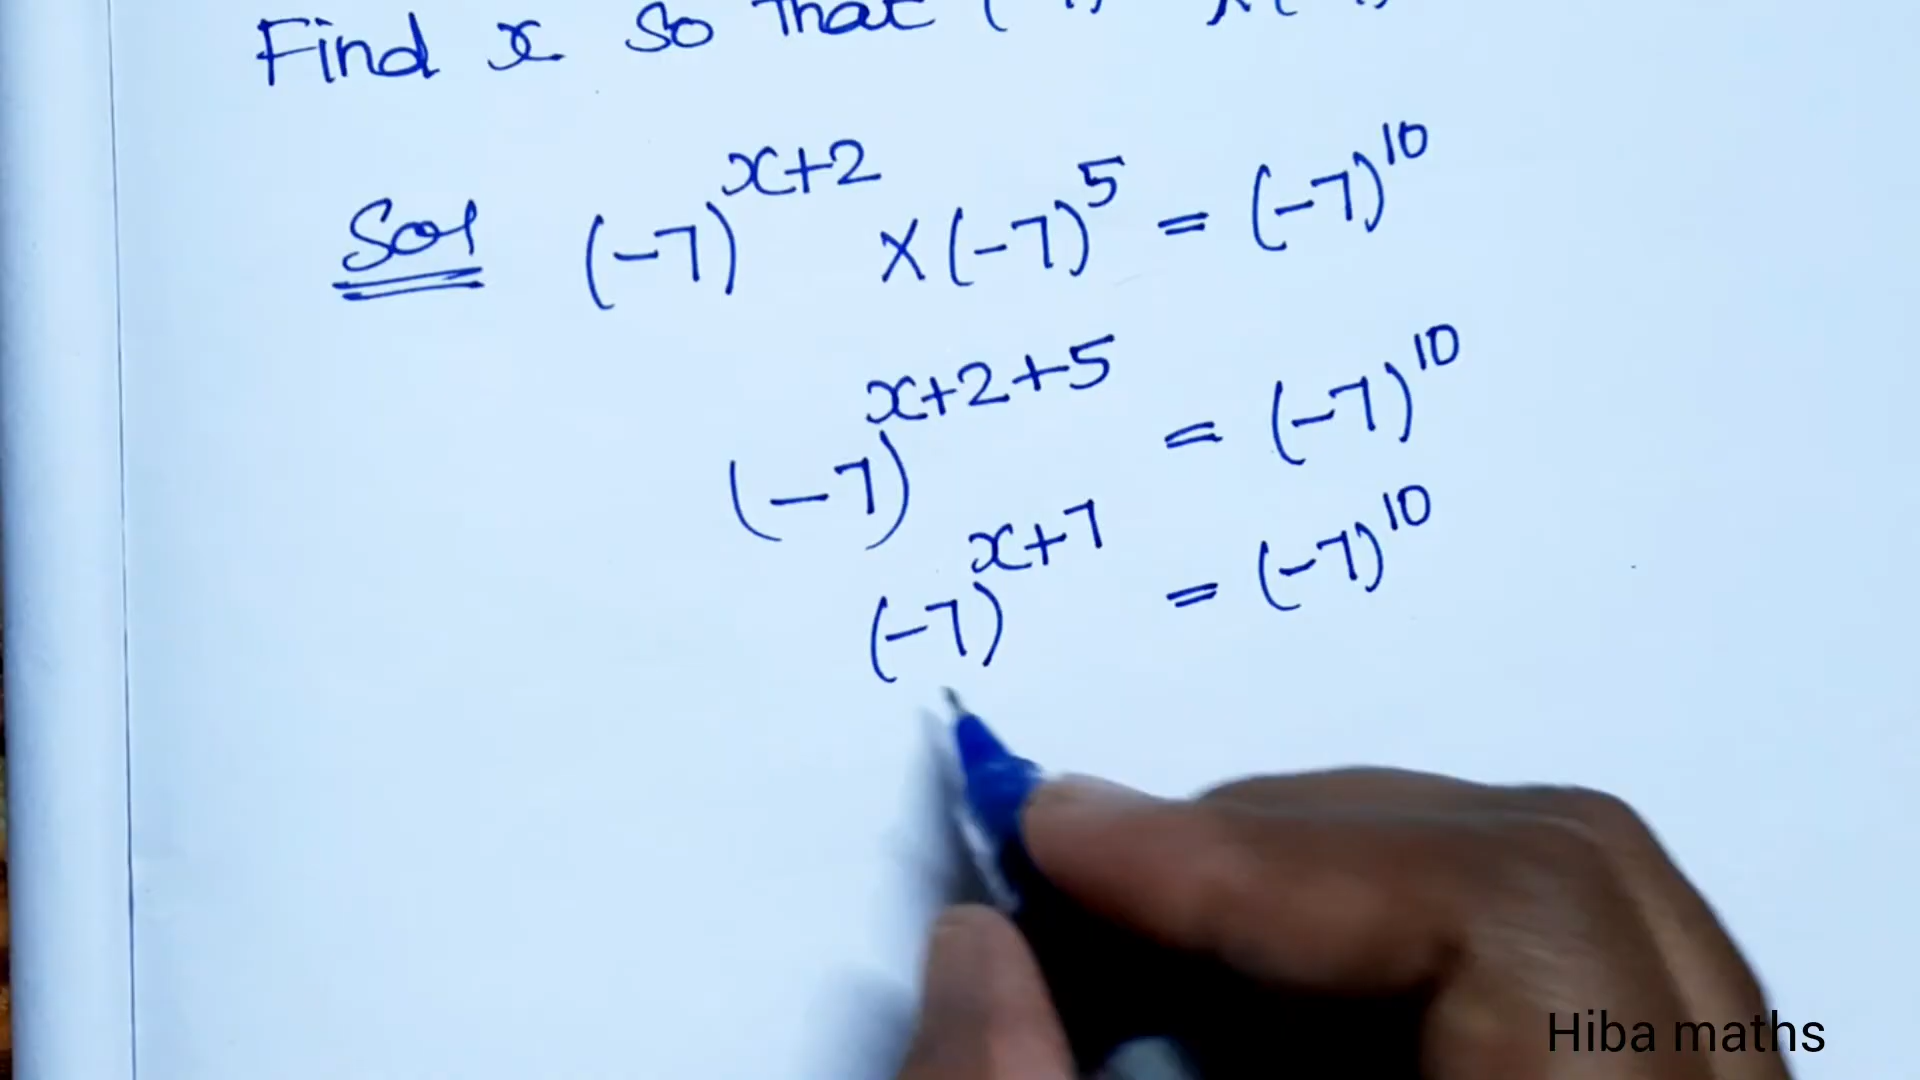 Find x so that
Sol (-7)^{x+2} × (-7)^5 = (-7)^{10}
(-7)^{x+2+5} = (-7)^{10}
(-7)^{x+7} = (-7)^{10}
Hiba maths